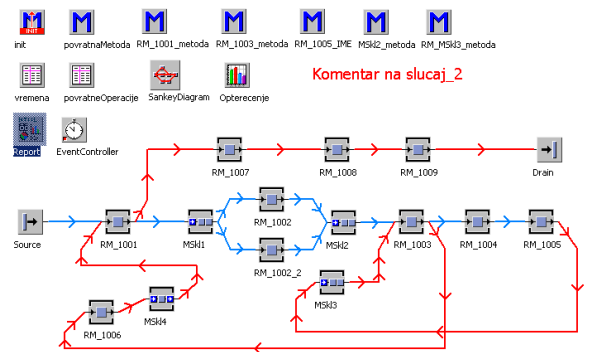 INIT
init
povratnaMetoda
RM_1001_metoda
RM_1003_metoda
RM_1005_IME
MSkl2_metoda
RM_MSkl3_metoda
vremena
povratneOperacije
SankeyDiagram
Opterecenje
Komentar na slucaj_2
Report
EventController
RM_1007
RM_1008
RM_1009
Drain
Source
RM_1001
MSkl1
RM_1002
RM_1002_2
MSkl2
RM_1003
RM_1004
RM_1005
MSkl3
MSkl4
RM_1006